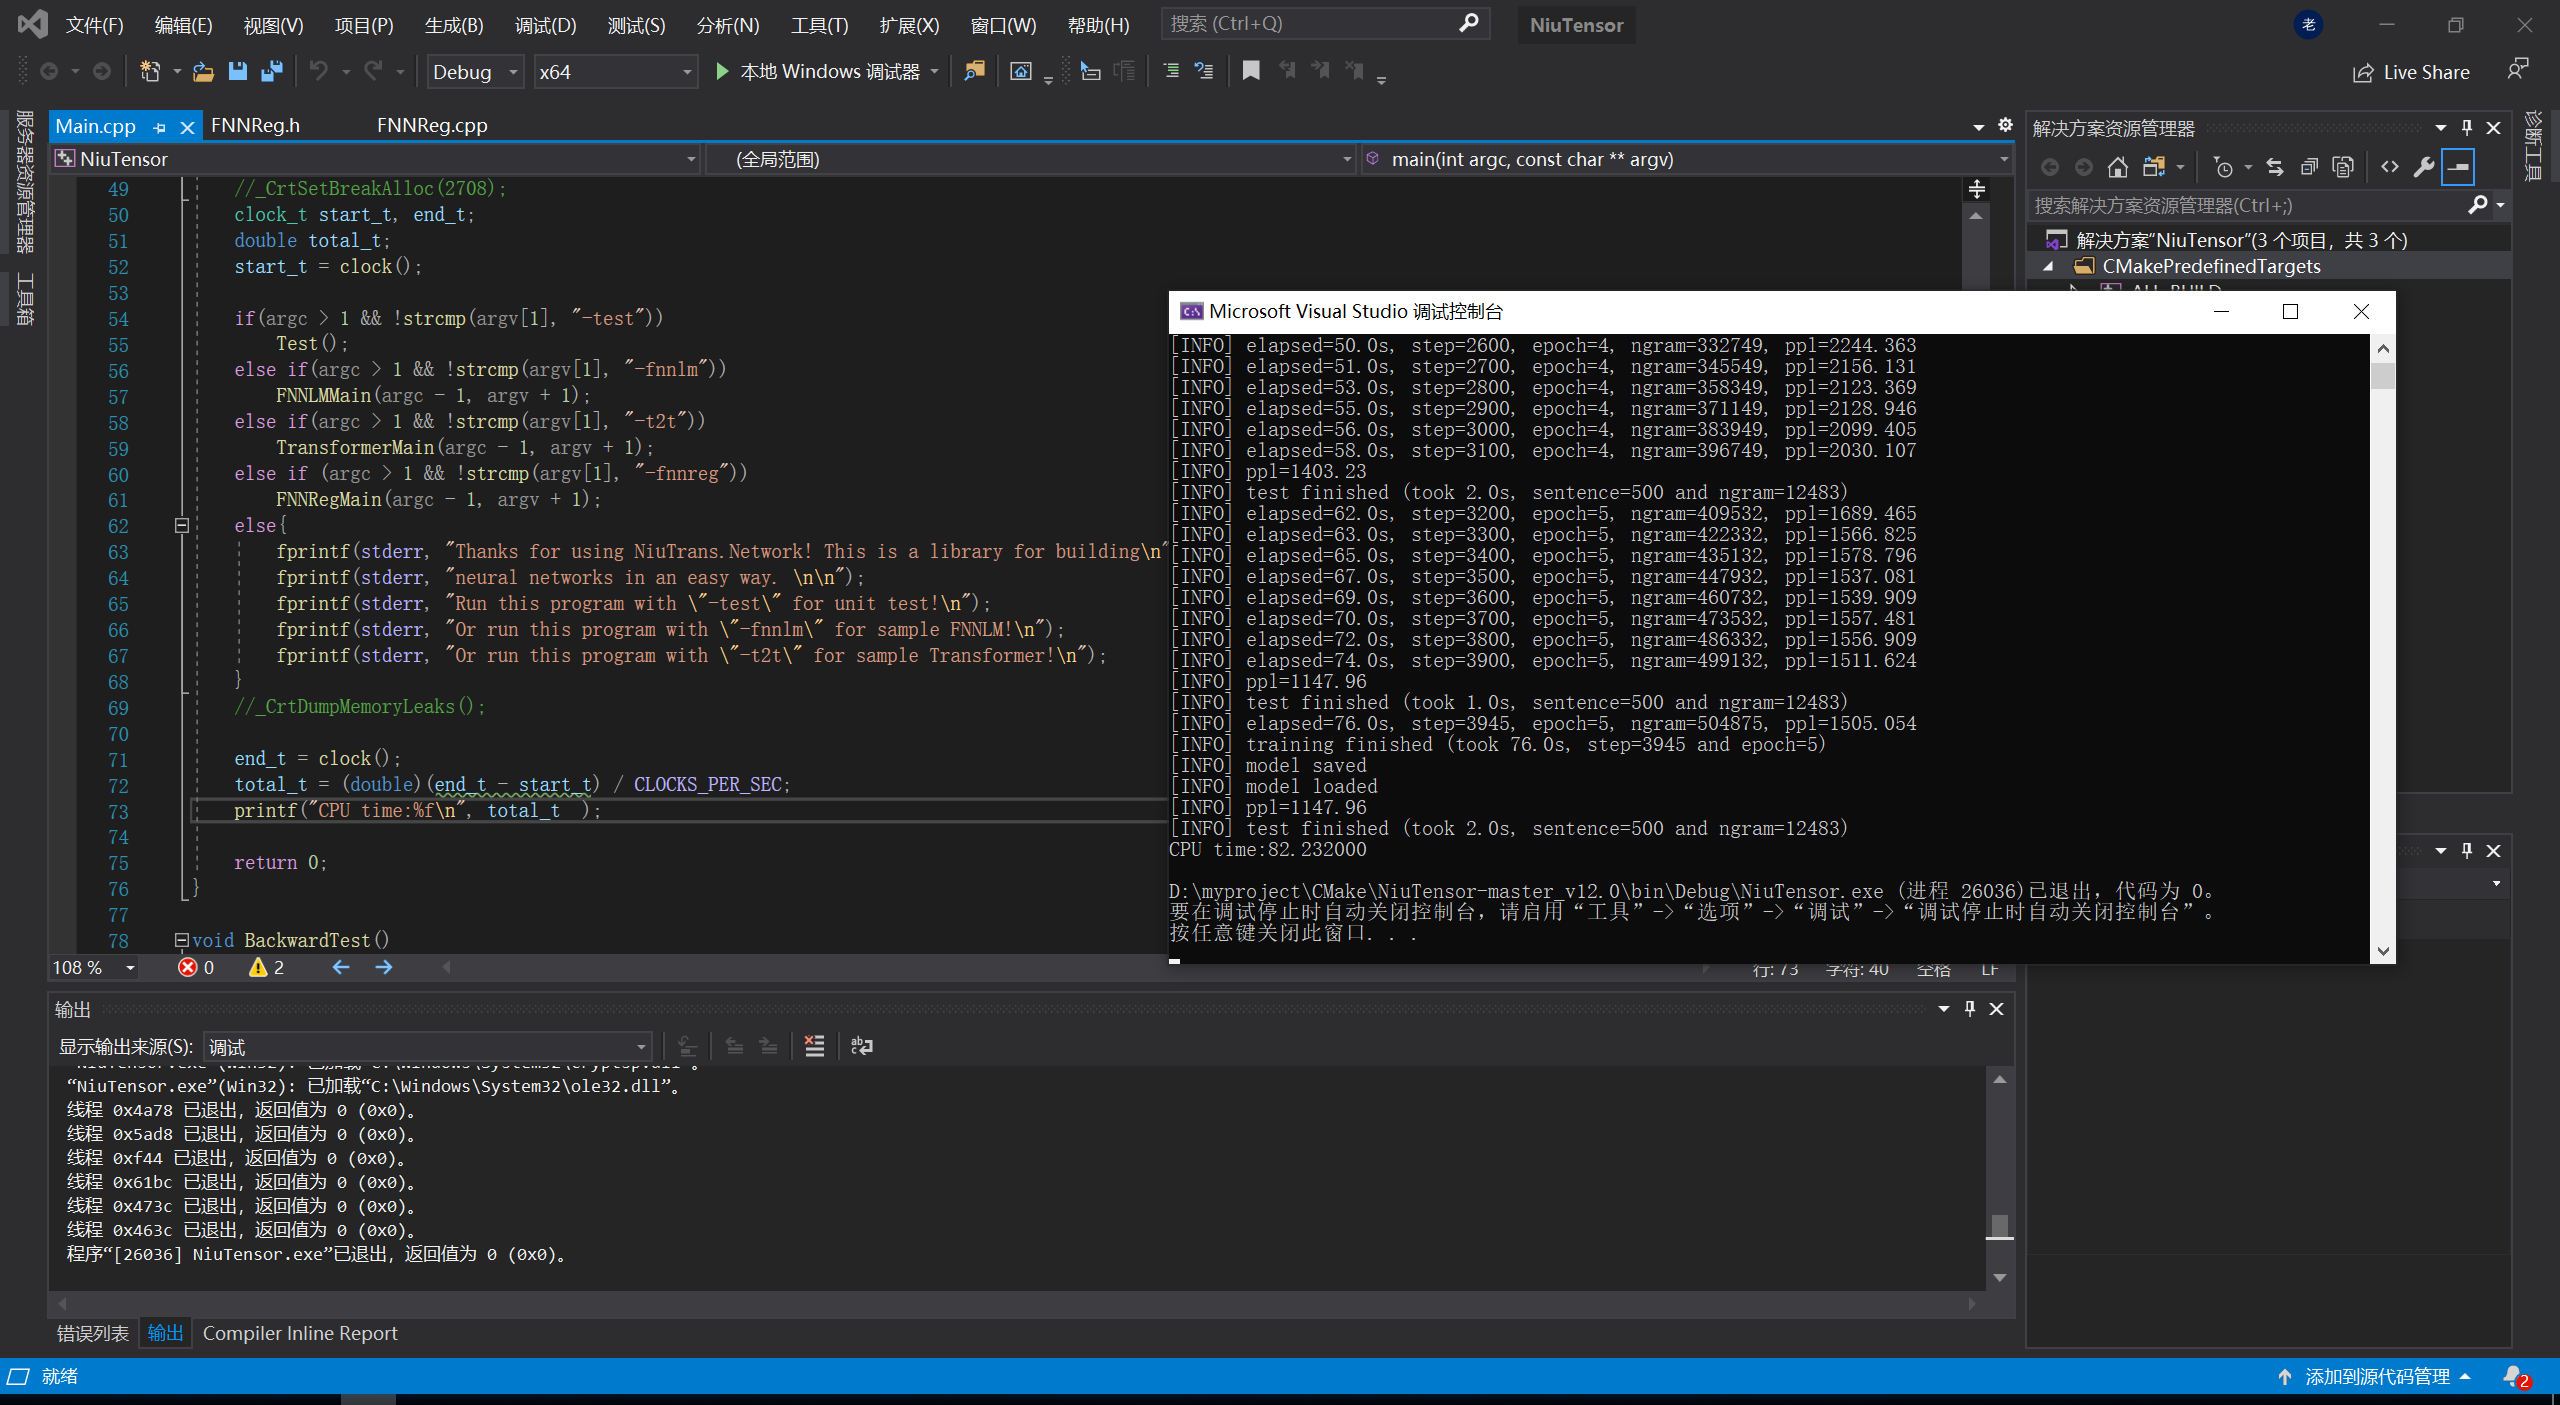 文件(F) 编辑(E) 视图(V) 项目(P) 生成(B) 调试(D) 测试(S) 分析(N) 工具(T) 扩展(X) 窗口(W) 帮助(H) 搜索 (Ctrl+Q) NiuTensor 老
Debug x64 本地 Windows 调试器 Live Share
服务器资源管理器
工具箱
Main.cpp FNNReg.h FNNReg.cpp
NiuTensor (全局范围) main(int argc, const char ** argv)
49 //_CrtSetBreakAlloc(2708);
50 clock_t start_t, end_t;
51 double total_t;
52 start_t = clock();
53
54 if(argc > 1 && !strcmp(argv[1], "-test"))
55 Test();
56 else if(argc > 1 && !strcmp(argv[1], "-fnnlm"))
57 FNNLMMain(argc - 1, argv + 1);
58 else if(argc > 1 && !strcmp(argv[1], "-t2t"))
59 TransformerMain(argc - 1, argv + 1);
60 else if (argc > 1 && !strcmp(argv[1], "-fnnreg"))
61 FNNRegMain(argc - 1, argv + 1);
62 else{
63 fprintf(stderr, "Thanks for using NiuTrans.Network! This is a library for building\n"
64 fprintf(stderr, "neural networks in an easy way. \n\n");
65 fprintf(stderr, "Run this program with \"-test\" for unit test!\n");
66 fprintf(stderr, "Or run this program with \"-fnnlm\" for sample FNNLM!\n");
67 fprintf(stderr, "Or run this program with \"-t2t\" for sample Transformer!\n");
68 }
69 //_CrtDumpMemoryLeaks();
70
71 end_t = clock();
72 total_t = (double)(end_t - start_t) / CLOCKS_PER_SEC;
73 printf("CPU time:%f\n", total_t  );
74
75 return 0;
76 }
77
78 void BackwardTest()
108 % 0 2 行: 73 字符: 40 空格 LF
Microsoft Visual Studio 调试控制台
[INFO] elapsed=50.0s, step=2600, epoch=4, ngram=332749, ppl=2244.363
[INFO] elapsed=51.0s, step=2700, epoch=4, ngram=345549, ppl=2156.131
[INFO] elapsed=53.0s, step=2800, epoch=4, ngram=358349, ppl=2123.369
[INFO] elapsed=55.0s, step=2900, epoch=4, ngram=371149, ppl=2128.946
[INFO] elapsed=56.0s, step=3000, epoch=4, ngram=383949, ppl=2099.405
[INFO] elapsed=58.0s, step=3100, epoch=4, ngram=396749, ppl=2030.107
[INFO] ppl=1403.23
[INFO] test finished (took 2.0s, sentence=500 and ngram=12483)
[INFO] elapsed=62.0s, step=3200, epoch=5, ngram=409532, ppl=1689.465
[INFO] elapsed=63.0s, step=3300, epoch=5, ngram=422332, ppl=1566.825
[INFO] elapsed=65.0s, step=3400, epoch=5, ngram=435132, ppl=1578.796
[INFO] elapsed=67.0s, step=3500, epoch=5, ngram=447932, ppl=1537.081
[INFO] elapsed=69.0s, step=3600, epoch=5, ngram=460732, ppl=1539.909
[INFO] elapsed=70.0s, step=3700, epoch=5, ngram=473532, ppl=1557.481
[INFO] elapsed=72.0s, step=3800, epoch=5, ngram=486332, ppl=1556.909
[INFO] elapsed=74.0s, step=3900, epoch=5, ngram=499132, ppl=1511.624
[INFO] ppl=1147.96
[INFO] test finished (took 1.0s, sentence=500 and ngram=12483)
[INFO] elapsed=76.0s, step=3945, epoch=5, ngram=504875, ppl=1505.054
[INFO] training finished (took 76.0s, step=3945 and epoch=5)
[INFO] model saved
[INFO] model loaded
[INFO] ppl=1147.96
[INFO] test finished (took 2.0s, sentence=500 and ngram=12483)
CPU time:82.232000
D:\myproject\CMake\NiuTensor-master_v12.0\bin\Debug\NiuTensor.exe (进程 26036)已退出，代码为 0。
要在调试停止时自动关闭控制台，请启用“工具”->“选项”->“调试”->“调试停止时自动关闭控制台”。
按任意键关闭此窗口. . .
解决方案资源管理器
搜索解决方案资源管理器(Ctrl+;)
解决方案“NiuTensor”(3 个项目，共 3 个)
CMakePredefinedTargets
ALL_BUILD
诊断工具
输出
显示输出来源(S): 调试
“NiuTensor.exe”(Win32): 已加载“C:\Windows\System32\cryptsp.dll”。
“NiuTensor.exe”(Win32): 已加载“C:\Windows\System32\ole32.dll”。
线程 0x4a78 已退出，返回值为 0 (0x0)。
线程 0x5ad8 已退出，返回值为 0 (0x0)。
线程 0xf44 已退出，返回值为 0 (0x0)。
线程 0x61bc 已退出，返回值为 0 (0x0)。
线程 0x473c 已退出，返回值为 0 (0x0)。
线程 0x463c 已退出，返回值为 0 (0x0)。
程序“[26036] NiuTensor.exe”已退出，返回值为 0 (0x0)。
错误列表 输出 Compiler Inline Report
就绪 添加到源代码管理 2